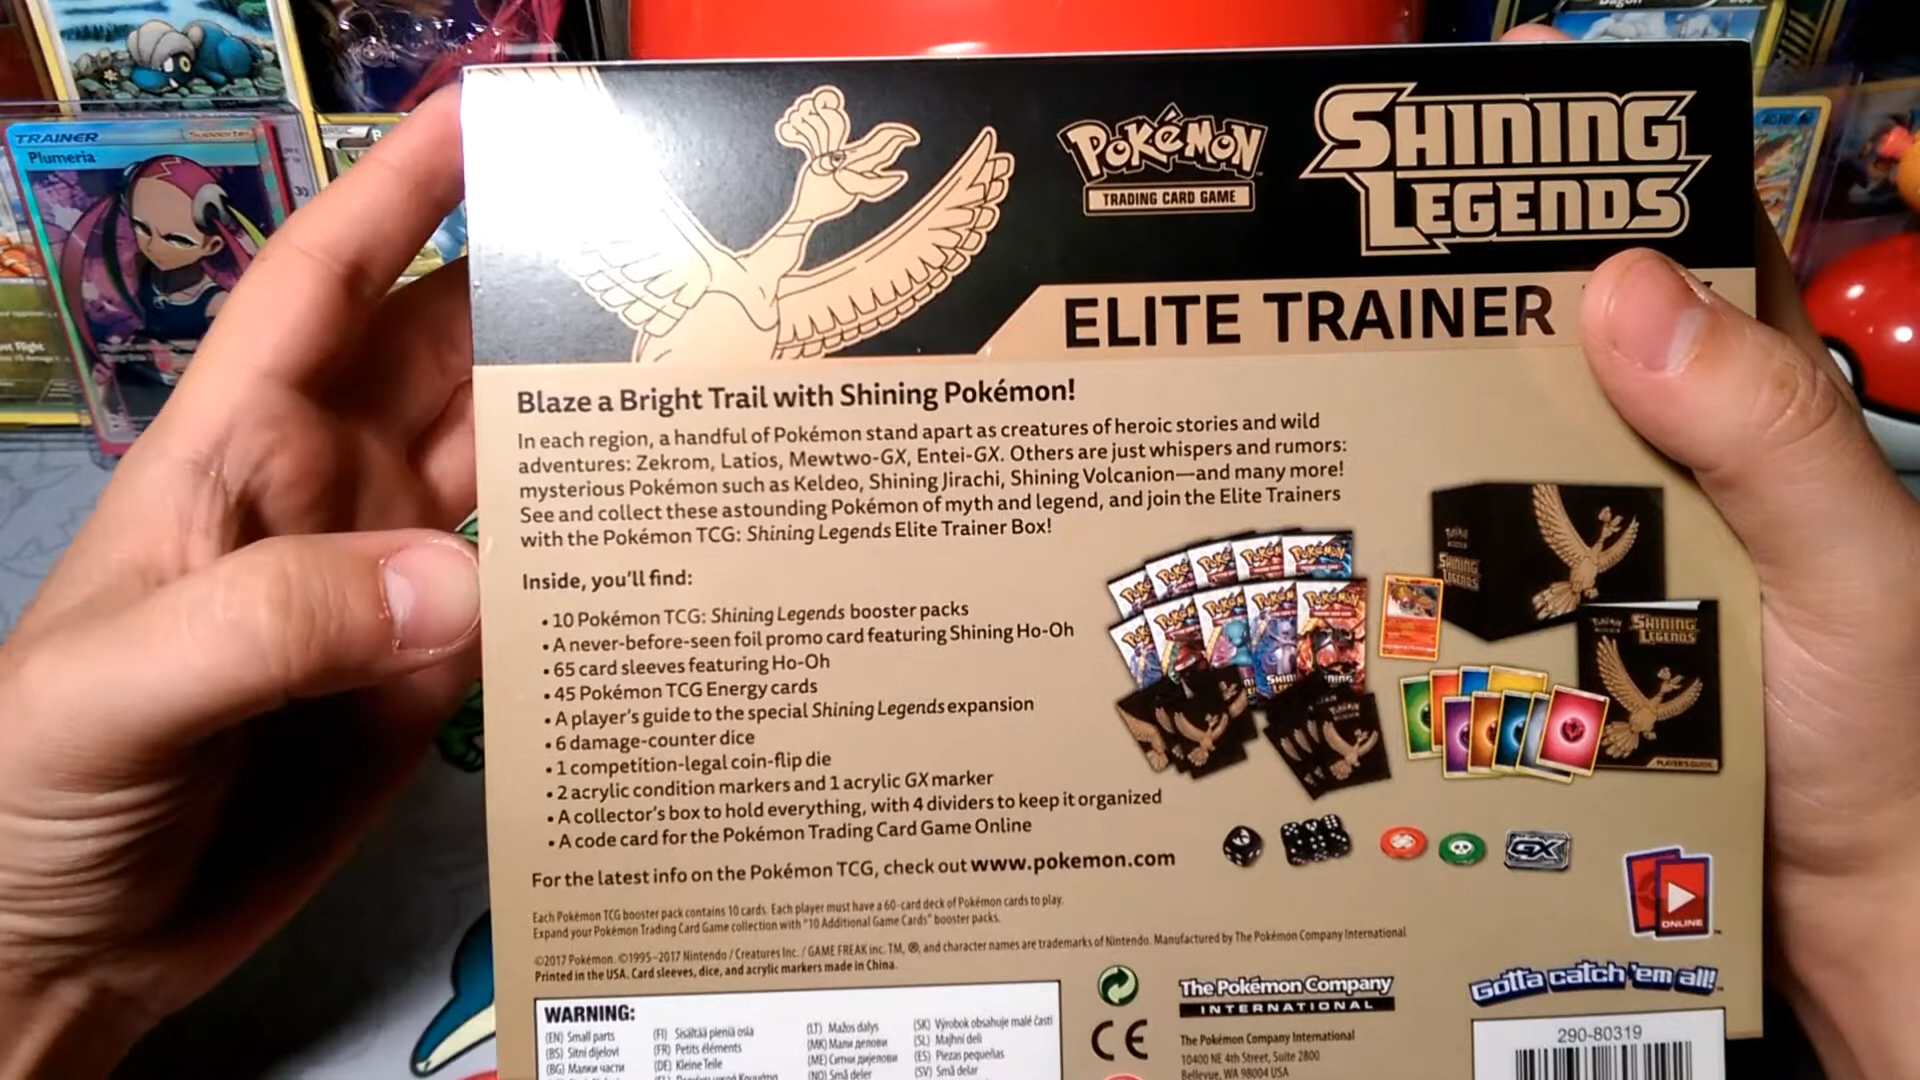 TRAINER
Supporter
Plumeria
BASIC
Pokémon
TRADING CARD GAME
SHINING
LEGENDS
ELITE TRAINER
Blaze a Bright Trail with Shining Pokémon!
In each region, a handful of Pokémon stand apart as creatures of heroic stories and wild
adventures: Zekrom, Latios, Mewtwo-GX, Entei-GX. Others are just whispers and rumors:
mysterious Pokémon such as Keldeo, Shining Jirachi, Shining Volcanion—and many more!
See and collect these astounding Pokémon of myth and legend, and join the Elite Trainers
with the Pokémon TCG: Shining Legends Elite Trainer Box!
Inside, you'll find:
• 10 Pokémon TCG: Shining Legends booster packs
• A never-before-seen foil promo card featuring Shining Ho-Oh
• 65 card sleeves featuring Ho-Oh
• 45 Pokémon TCG Energy cards
• A player's guide to the special Shining Legends expansion
• 6 damage-counter dice
• 1 competition-legal coin-flip die
• 2 acrylic condition markers and 1 acrylic GX marker
• A collector's box to hold everything, with 4 dividers to keep it organized
• A code card for the Pokémon Trading Card Game Online
For the latest info on the Pokémon TCG, check out www.pokemon.com
Each Pokémon TCG booster pack contains 10 cards. Each player must have a 60-card deck of Pokémon cards to play.
Expand your Pokémon Trading Card Game collection with "10 Additional Game Cards" booster packs.
©2017 Pokémon. ©1995–2017 Nintendo / Creatures Inc. / GAME FREAK inc. TM, ®, and character names are trademarks of Nintendo. Manufactured by The Pokémon Company International.
Printed in the USA. Card sleeves, dice, and acrylic markers made in China.
SHINING
LEGENDS
SHINING
LEGENDS
PLAYER'S GUIDE
GX
ONLINE
WARNING:
(EN) Small parts
(BS) Sitni dijelovi
(BG) Малки части
(FI) Sisältää pieniä osia
(FR) Petits éléments
(DE) Kleine Teile
(LT) Mažos dalys
(MK) Мали делови
(ME) Ситни дијелови
(NO) Små deler
(SK) Výrobok obsahuje malé časti
(SL) Majhni deli
(ES) Piezas pequeñas
(SV) Små delar
CE
The Pokémon Company
INTERNATIONAL
The Pokémon Company International
10400 NE 4th Street, Suite 2800
Bellevue, WA 98004 USA
Gotta catch 'em all!
290-80319